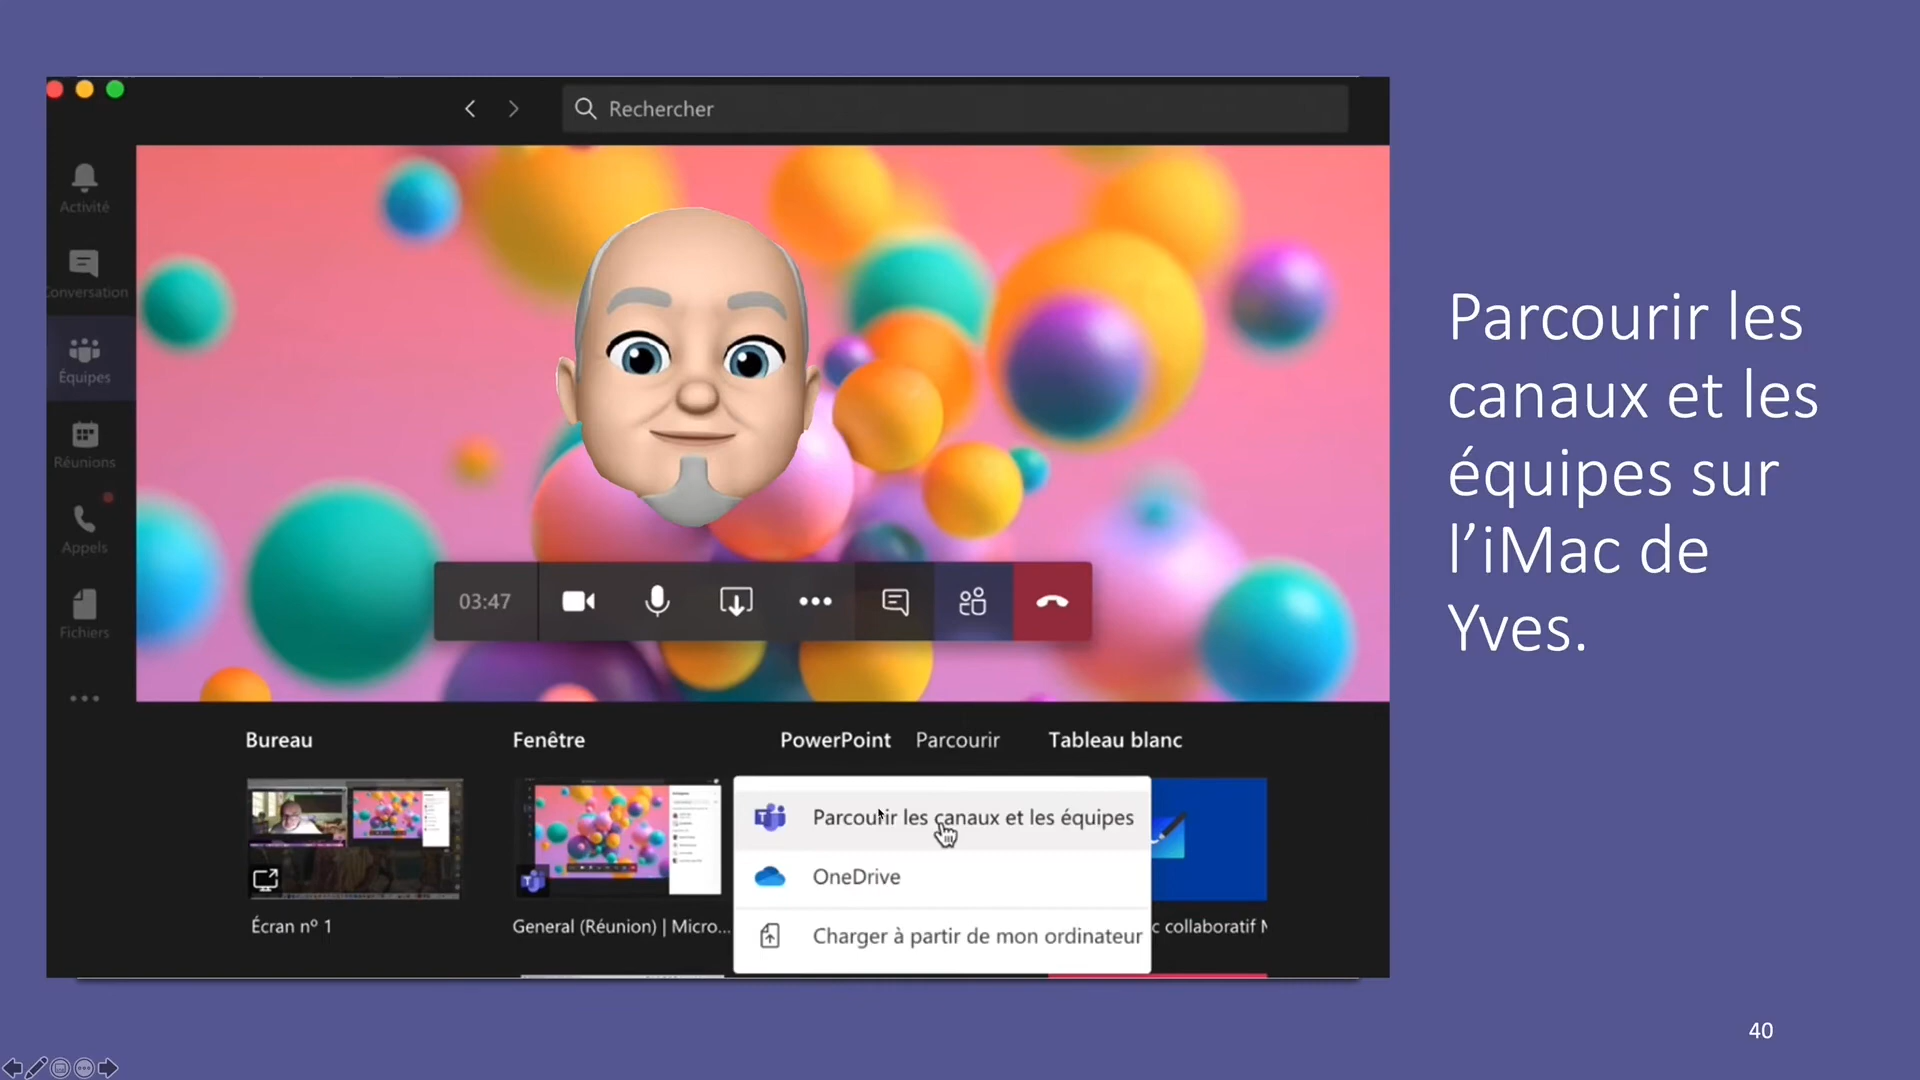 Rechercher
Activité
Conversation
Équipes
Réunions
Appels
Fichiers
03:47
Bureau
Fenêtre
PowerPoint Parcourir
Tableau blanc
Parcourir les canaux et les équipes
OneDrive
Charger à partir de mon ordinateur
Écran nº 1
General (Réunion) | Micro...
c collaboratif
Parcourir les
canaux et les
équipes sur
l’iMac de
Yves.
40